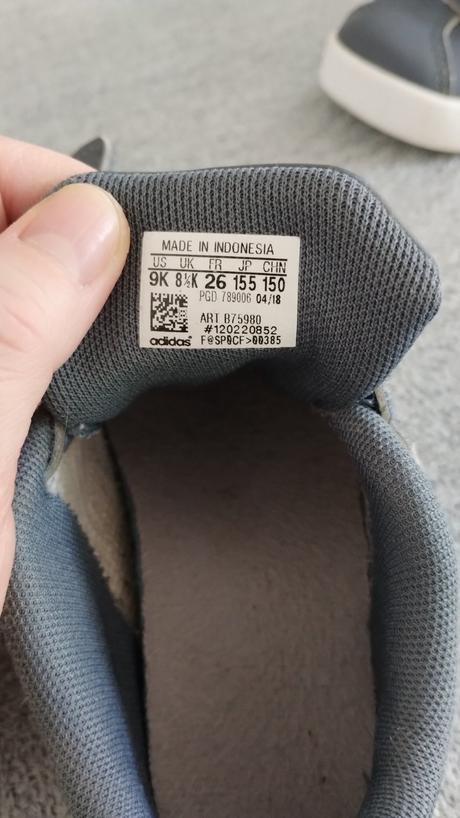 MADE IN INDONESIA
US UK FR JP CHN
9K 8½K 26 155 150
PGD 789006 04/18
ART B75980
#120220852
adidas F@SP0CF>00385